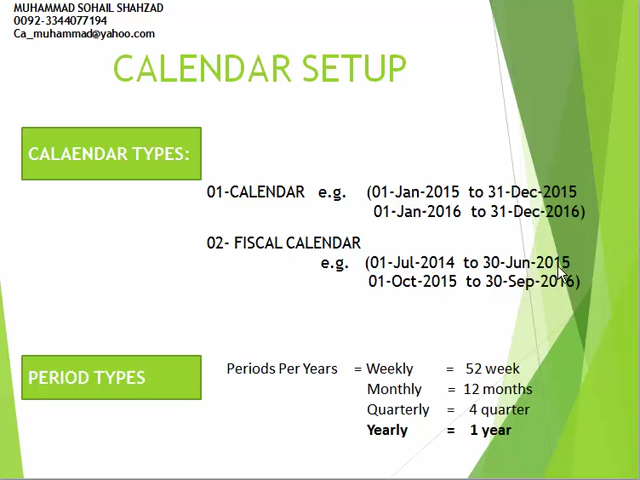 MUHAMMAD SOHAIL SHAHZAD
0092-3344077194
Ca_muhammad@yahoo.com
CALENDAR SETUP
CALAENDAR TYPES:
01-CALENDAR e.g. (01-Jan-2015 to 31-Dec-2015
01-Jan-2016 to 31-Dec-2016)
02- FISCAL CALENDAR
e.g. (01-Jul-2014 to 30-Jun-2015
01-Oct-2015 to 30-Sep-2016)
PERIOD TYPES
Periods Per Years = Weekly = 52 week
Monthly = 12 months
Quarterly = 4 quarter
Yearly = 1 year